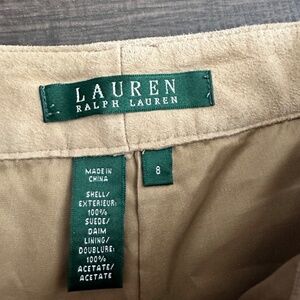 LAUREN
RALPH LAUREN
MADE IN
CHINA
8
SHELL/
EXTERIEUR:
100%
SUEDE/
DAIM
LINING/
DOUBLURE:
100%
ACETATE/
ACETATE